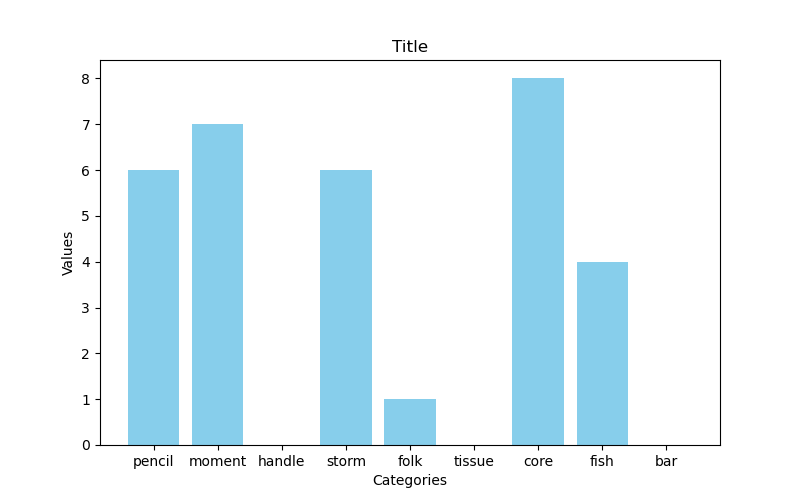 Title
8
7
6
5
4
3
2
1
0
Values
pencil moment handle storm folk tissue core fish bar
Categories